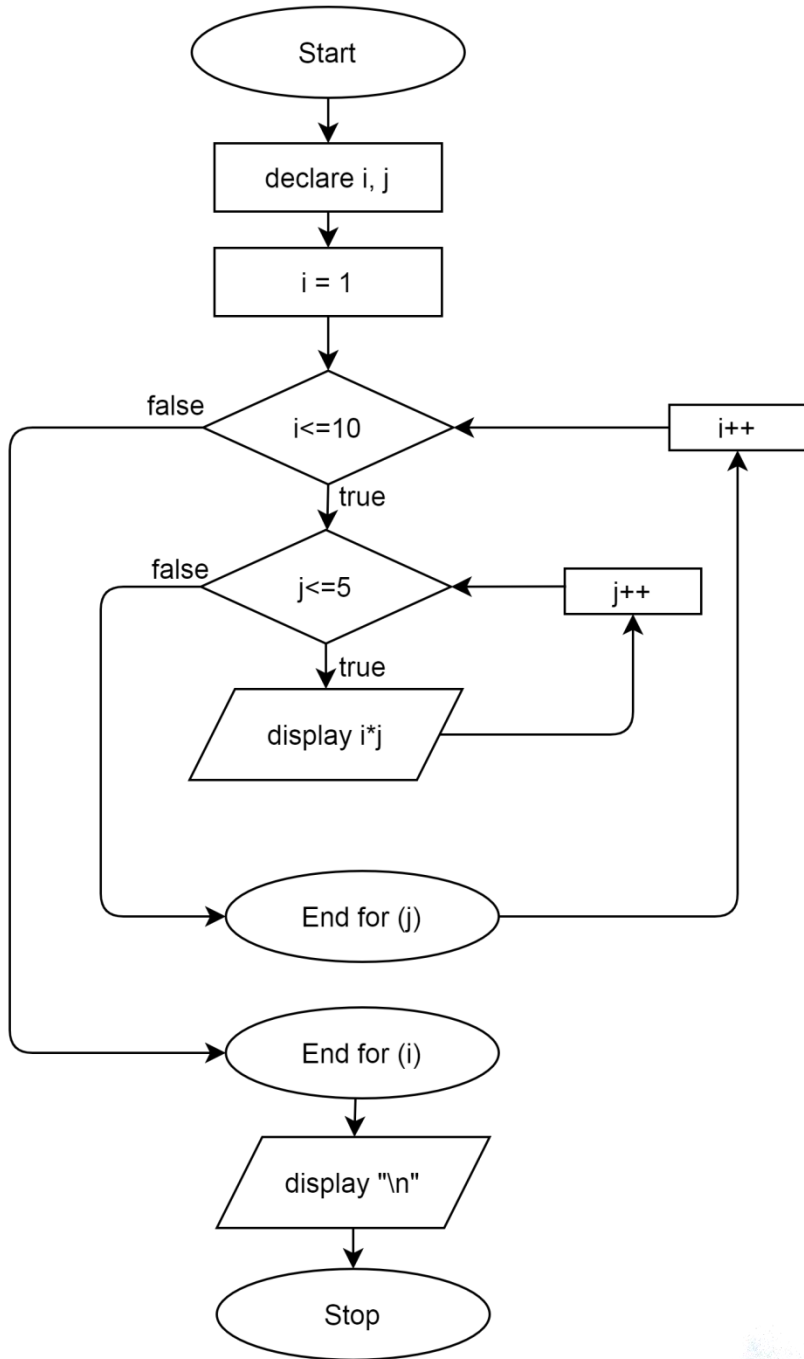 Start
declare i, j
i = 1
false
i<=10
i++
true
false
j<=5
j++
true
display i*j
End for (j)
End for (i)
display "\n"
Stop